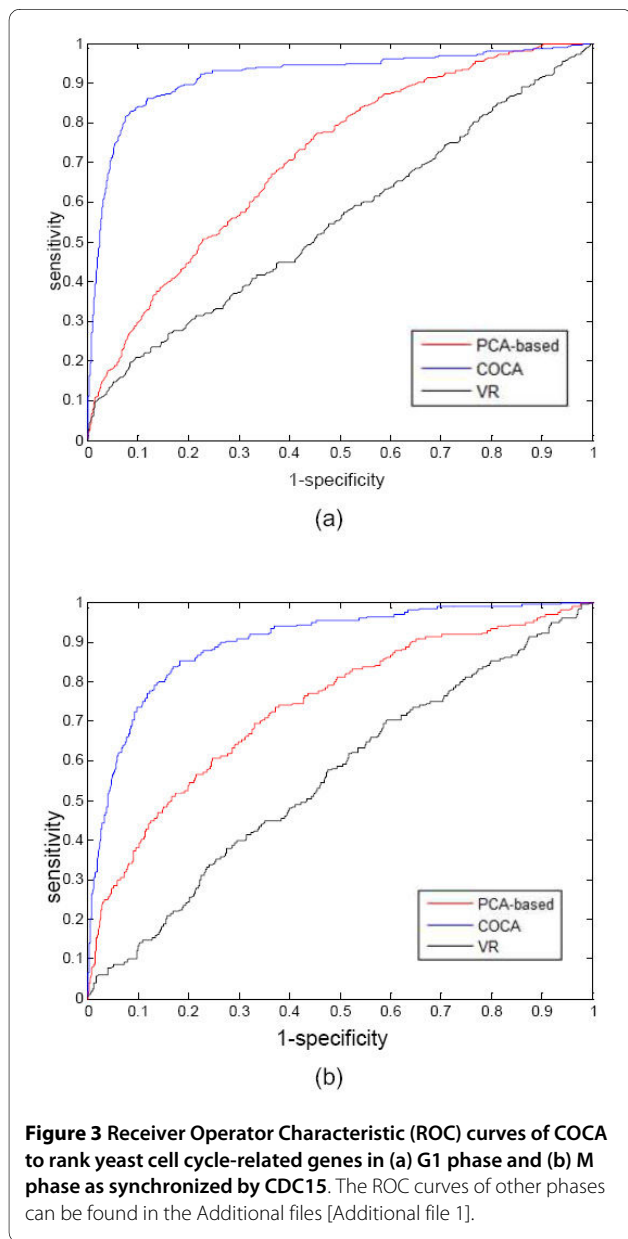 1
0.9
0.8
0.7
0.6
0.5
0.4
0.3
0.2
0.1
0
sensitivity
PCA-based
COCA
VR
0 0.1 0.2 0.3 0.4 0.5 0.6 0.7 0.8 0.9 1
1-specificity
(a)
1
0.9
0.8
0.7
0.6
0.5
0.4
0.3
0.2
0.1
0
sensitivity
PCA-based
COCA
VR
0 0.1 0.2 0.3 0.4 0.5 0.6 0.7 0.8 0.9 1
1-specificity
(b)
Figure 3 Receiver Operator Characteristic (ROC) curves of COCA
to rank yeast cell cycle-related genes in (a) G1 phase and (b) M
phase as synchronized by CDC15. The ROC curves of other phases
can be found in the Additional files [Additional file 1].